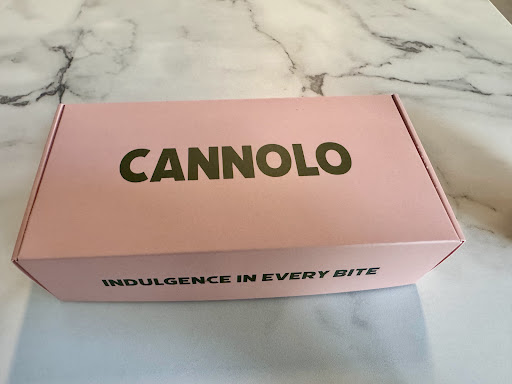 CANNOLO
INDULGENCE IN EVERY BITE